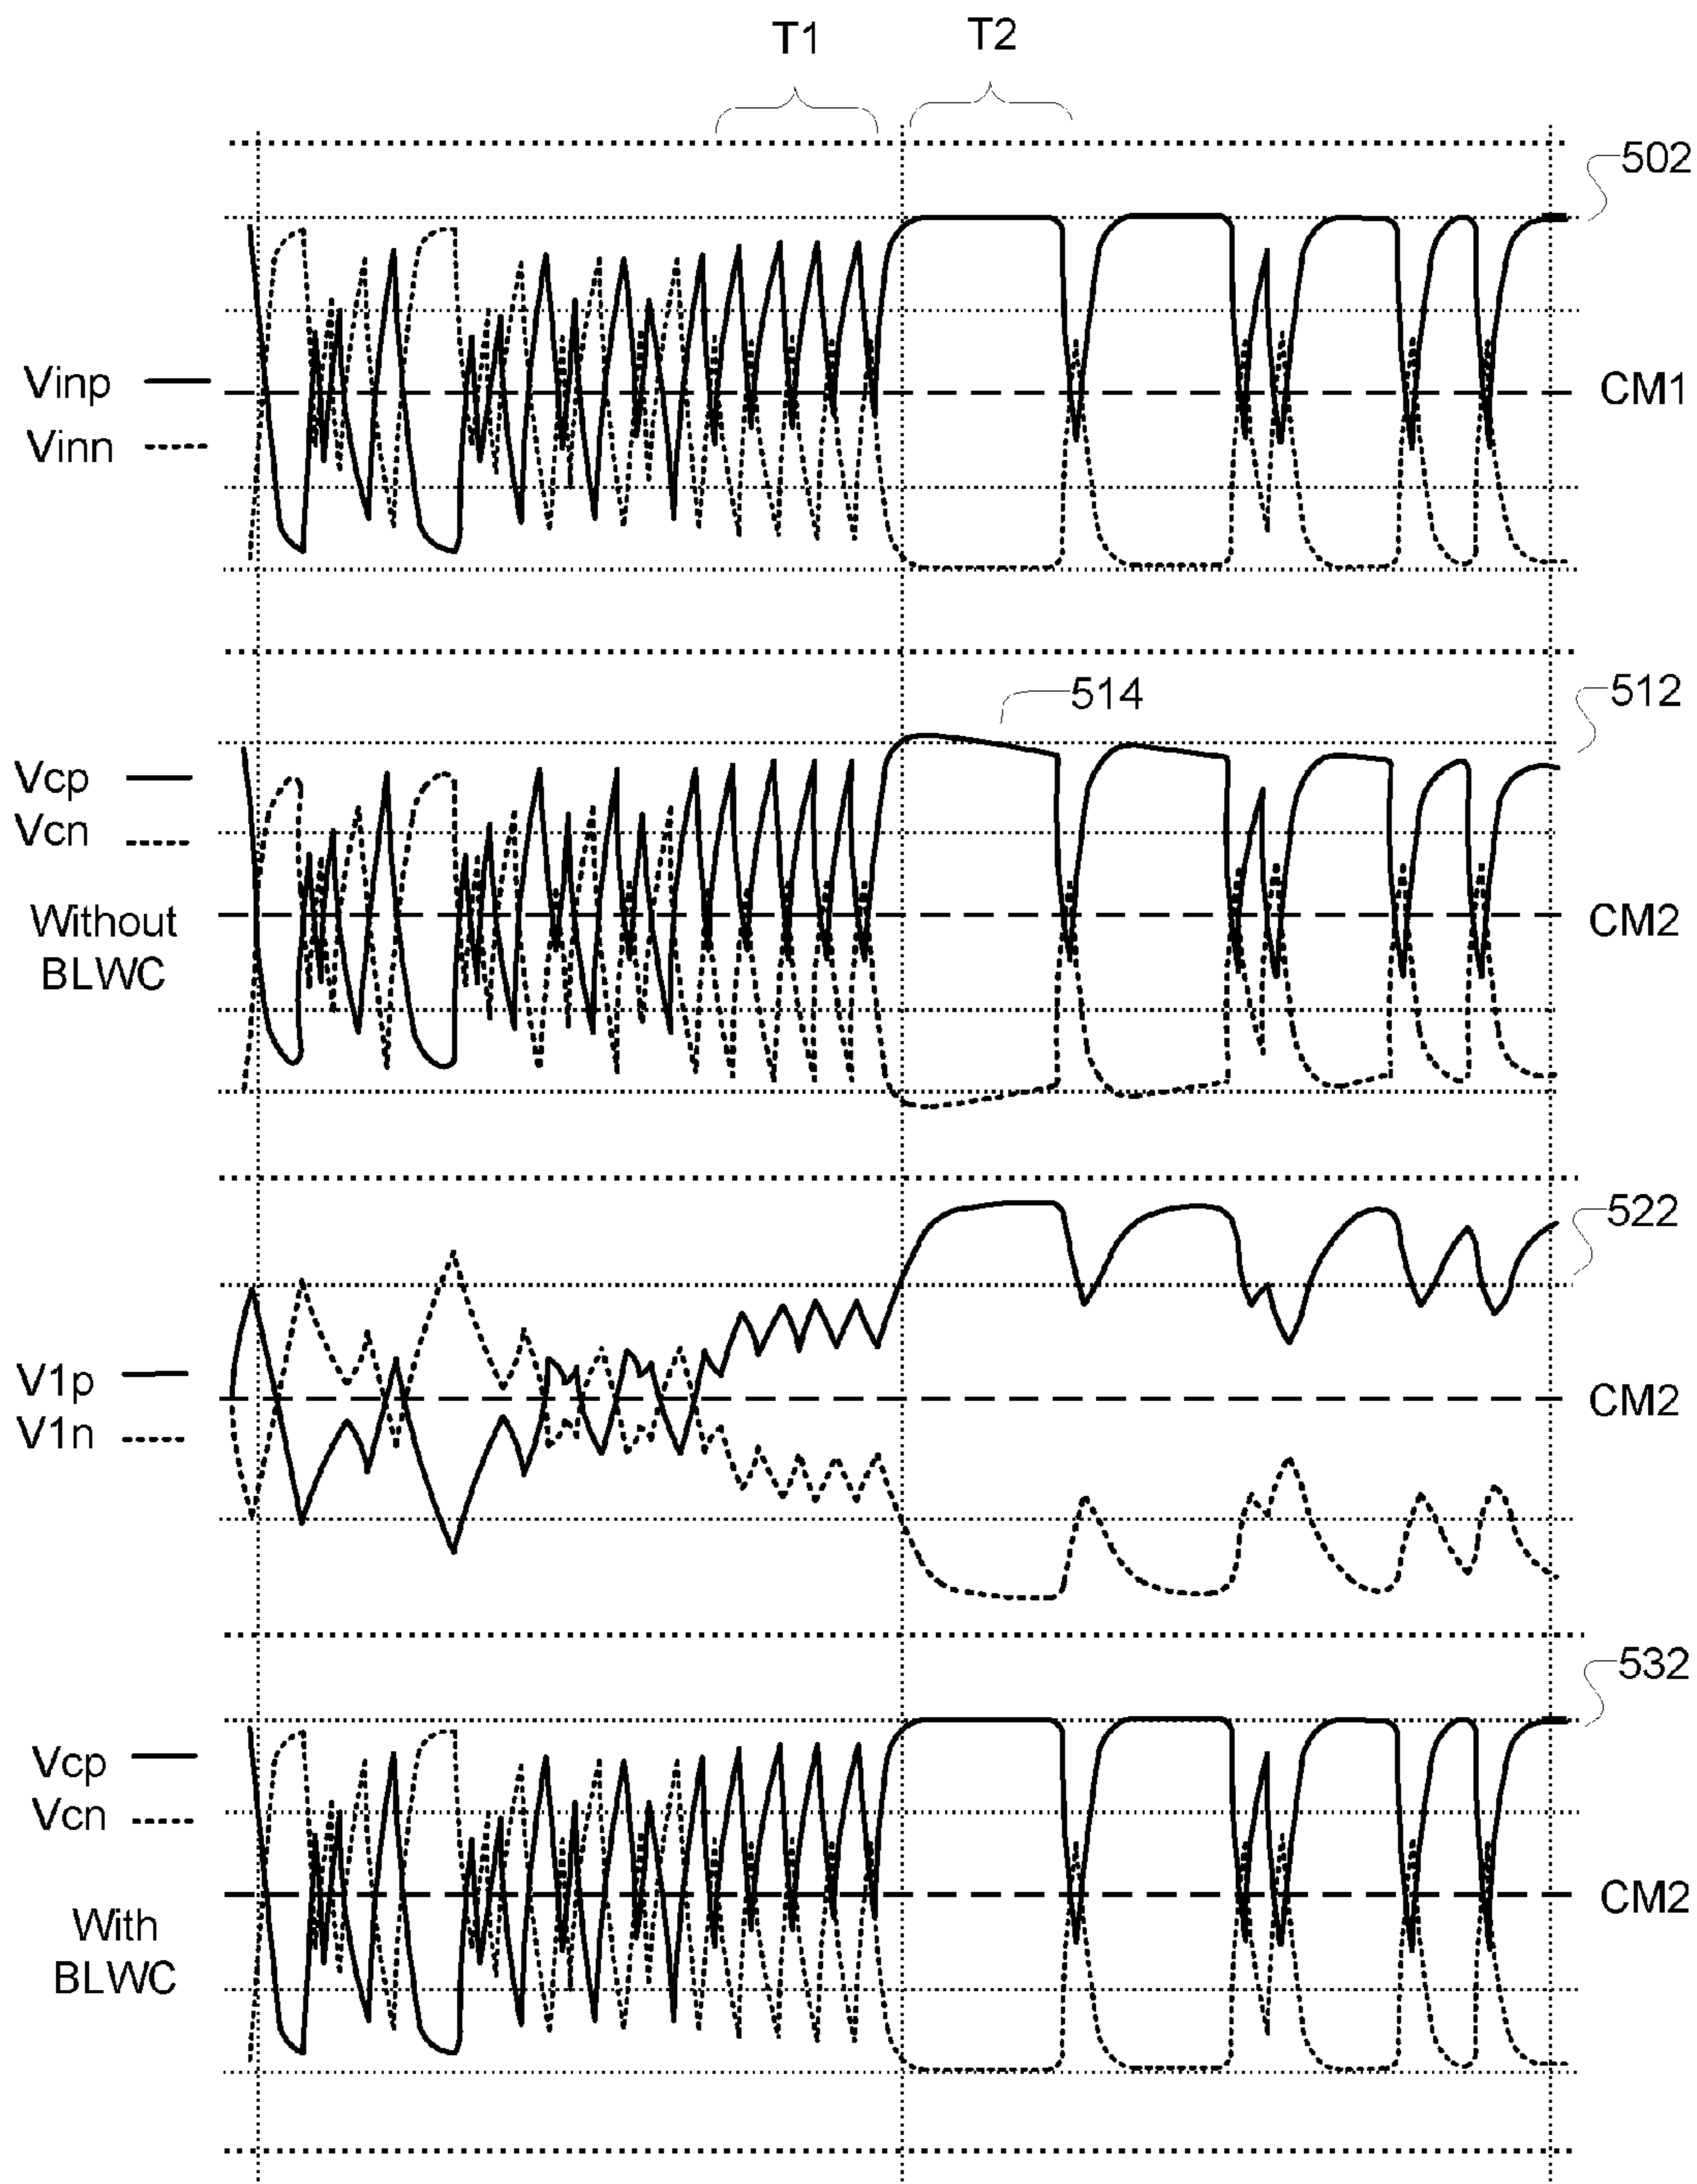 T1
T2
502
Vinp
CM1
Vinn
514
512
Vcp
Vcn
Without
BLWC
CM2
522
V1p
CM2
V1n
532
Vcp
Vcn
CM2
With
BLWC